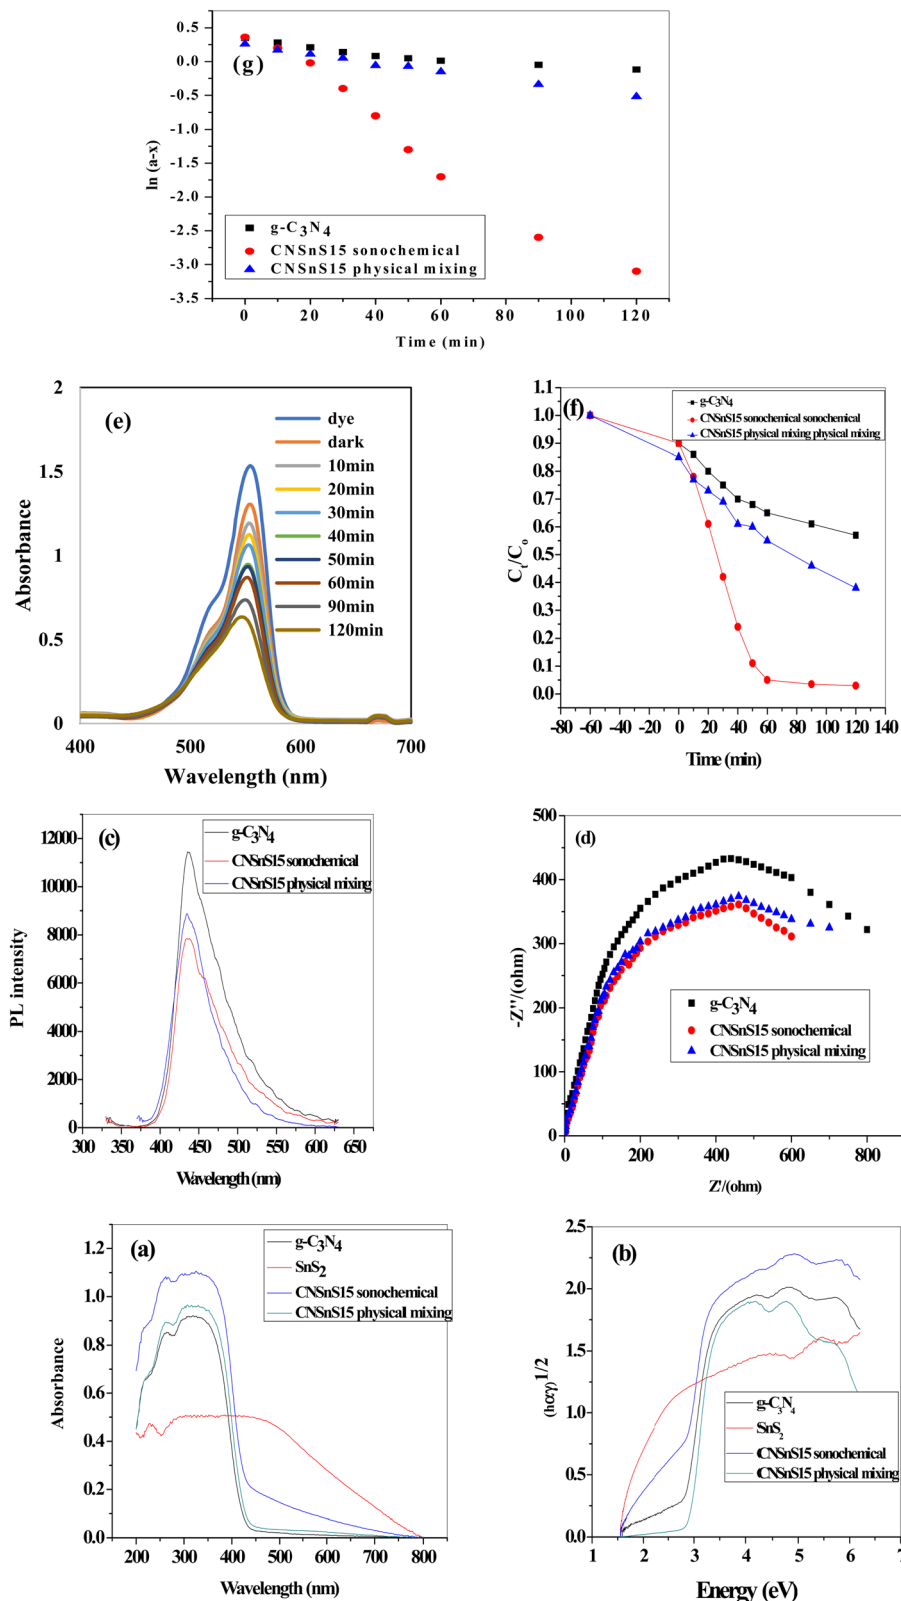 0.5
0.0
-0.5
-1.0
-1.5
-2.0
-2.5
-3.0
-3.5
ln (a-x)
(g)
g-C3N4
CNSnS15 sonochemical
CNSnS15 physical mixing
0 20 40 60 80 100 120
Time (min)
2
1.5
1
0.5
0
Absorbance
(e)
dye
dark
10min
20min
30min
40min
50min
60min
90min
120min
400 500 600 700
Wavelength (nm)
1.1
1.0
0.9
0.8
0.7
0.6
0.5
0.4
0.3
0.2
0.1
0.0
Ct/Co
(f)
g-C3N4
CNSnS15 sonochemical sonochemical
CNSnS15 physical mixing physical mixing
-80 -60 -40 -20 0 20 40 60 80 100 120 140
Time (min)
12000
10000
8000
6000
4000
2000
0
PL intensity
(c)
g-C3N4
CNSnS15 sonochemical
CNSnS15 physical mixing
300 350 400 450 500 550 600 650
Wavelength (nm)
500
400
300
200
100
0
-Z''/(ohm)
(d)
g-C3N4
CNSnS15 sonochemical
CNSnS15 physical mixing
0 200 400 600 800
Z'/(ohm)
1.2
1.0
0.8
0.6
0.4
0.2
0.0
Absorbance
(a)
g-C3N4
SnS2
CNSnS15 sonochemical
CNSnS15 physical mixing
200 300 400 500 600 700 800
Wavelength (nm)
2.5
2.0
1.5
1.0
0.5
0.0
(hαγ)1/2
(b)
g-C3N4
SnS2
CNSnS15 sonochemical
CNSnS15 physical mixing
1 2 3 4 5 6 7
Energy (eV)